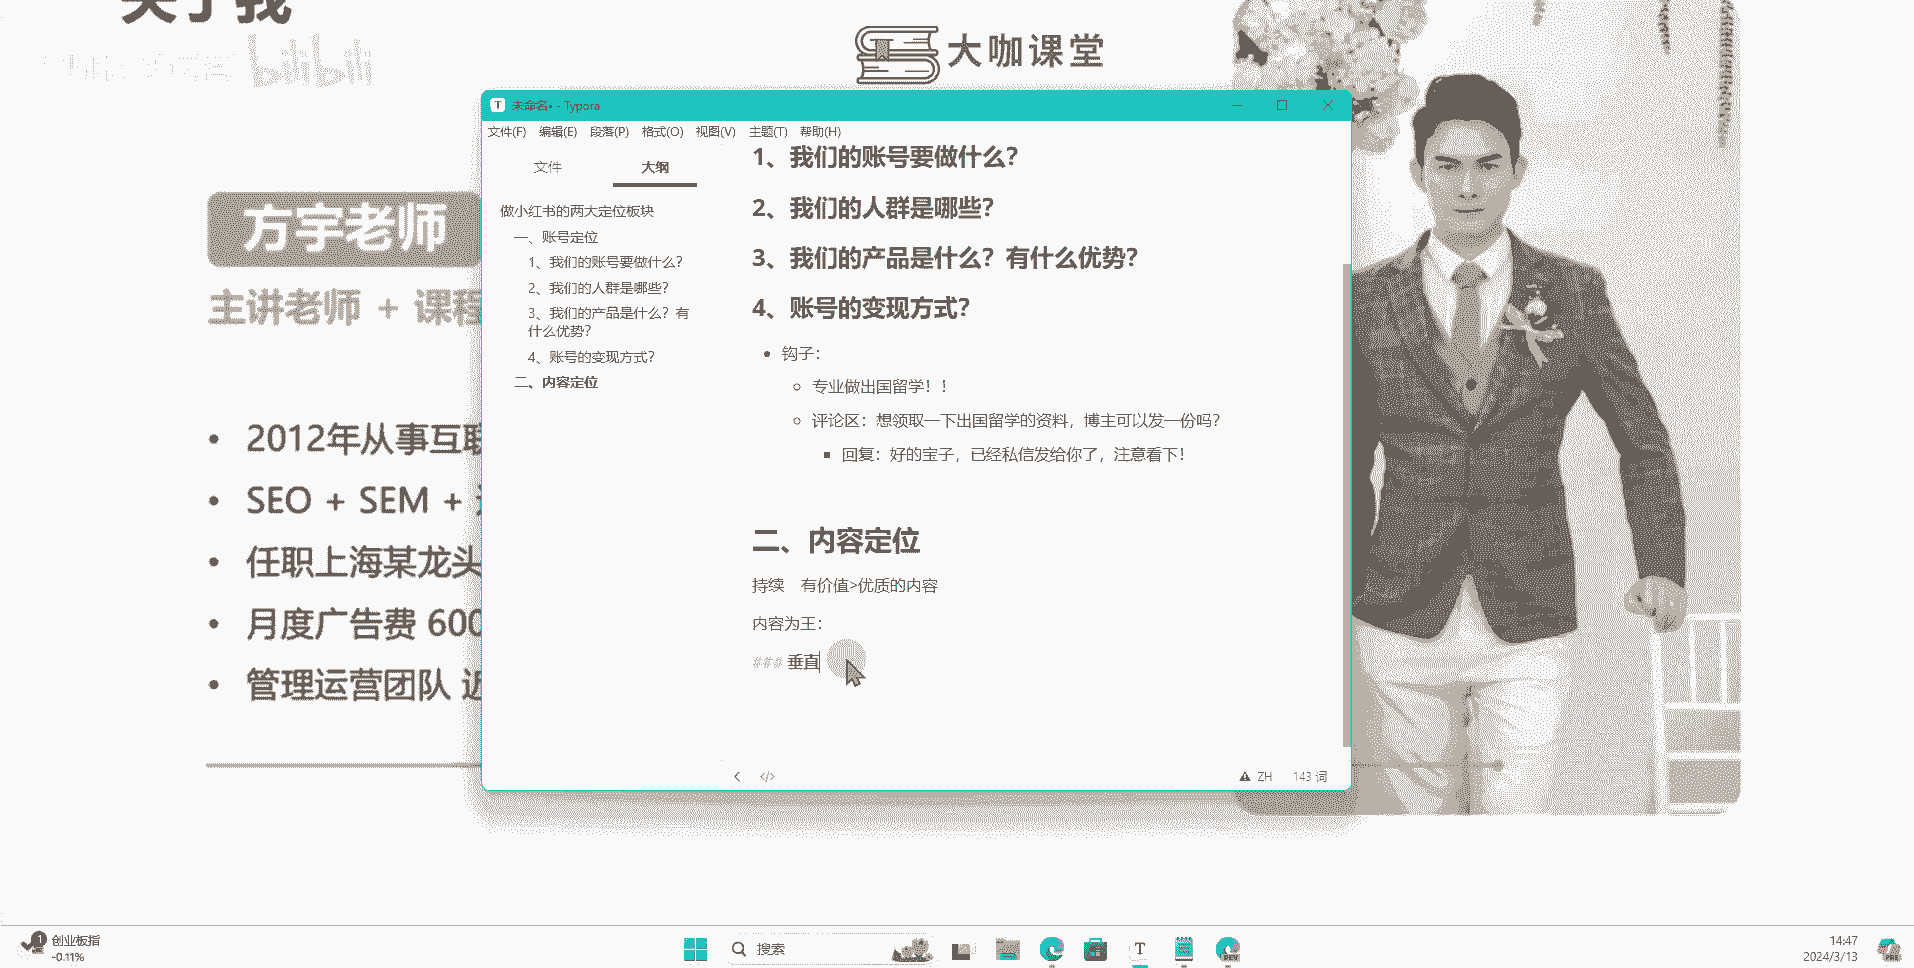 关于我
bilibili
大咖课堂
方宇老师
主讲老师 + 课程
2012年从事互联
SEO + SEM +
任职上海某龙头
月度广告费 600
管理运营团队 近
T 未命名• - Typora
文件(F) 编辑(E) 段落(P) 格式(O) 视图(V) 主题(T) 帮助(H)
文件 大纲
做小红书的两大定位板块
一、账号定位
1、我们的账号要做什么?
2、我们的人群是哪些?
3、我们的产品是什么? 有
什么优势?
4、账号的变现方式?
二、内容定位
1、我们的账号要做什么?
2、我们的人群是哪些?
3、我们的产品是什么? 有什么优势?
4、账号的变现方式?
钩子:
专业做出国留学! !
评论区: 想领取一下出国留学的资料, 博主可以发一份吗?
回复: 好的宝子, 已经私信发给你了, 注意看下!
二、内容定位
持续 有价值>优质的内容
内容为王:
### 垂直
</> ZH 143 词
1 创业板指
-0.11%
搜索
T
DEV
14:47
2024/3/13
PRE